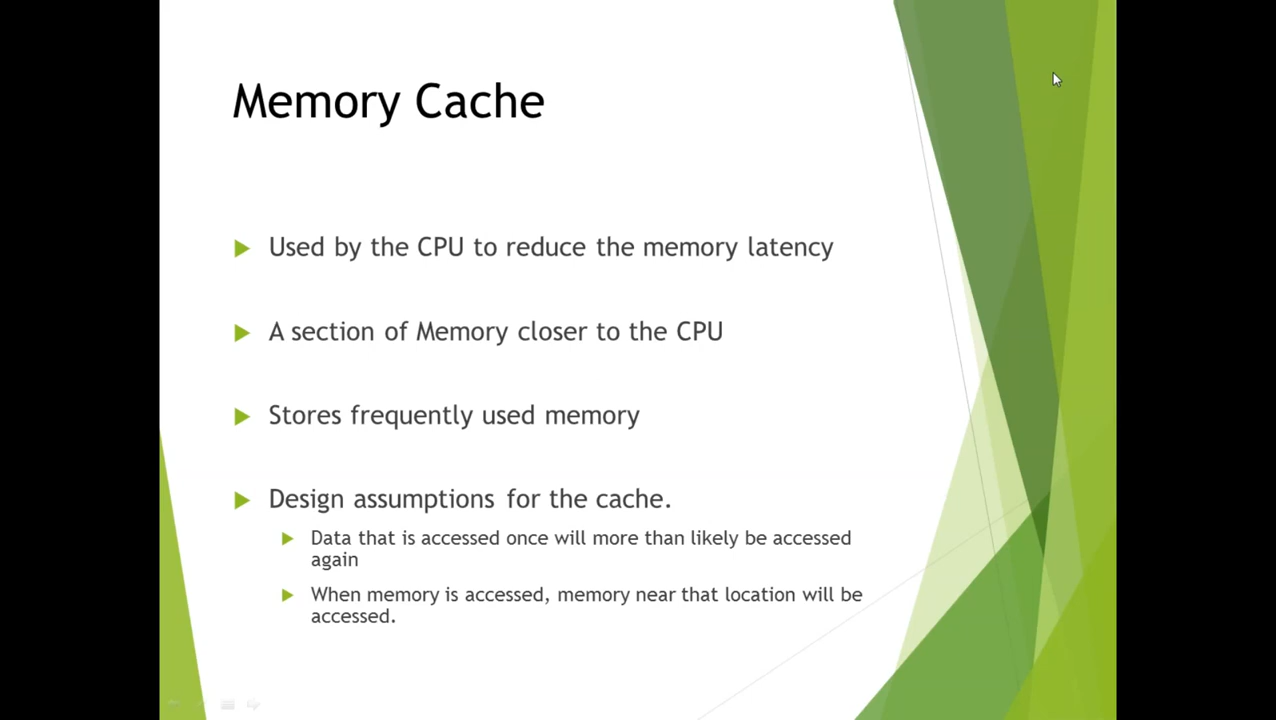 Memory Cache
Used by the CPU to reduce the memory latency
A section of Memory closer to the CPU
Stores frequently used memory
Design assumptions for the cache.
Data that is accessed once will more than likely be accessed
again
When memory is accessed, memory near that location will be
accessed.